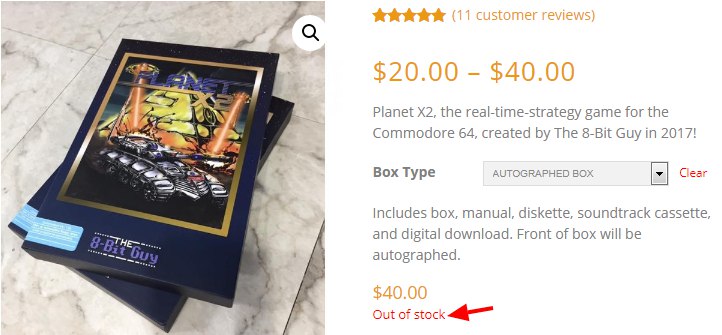 PLANET
X2
THE
8-Bit Guy
(11 customer reviews)
$20.00 – $40.00
Planet X2, the real-time-strategy game for the
Commodore 64, created by The 8-Bit Guy in 2017!
Box Type
AUTOGRAPHED BOX
Clear
Includes box, manual, diskette, soundtrack cassette,
and digital download. Front of box will be
autographed.
$40.00
Out of stock